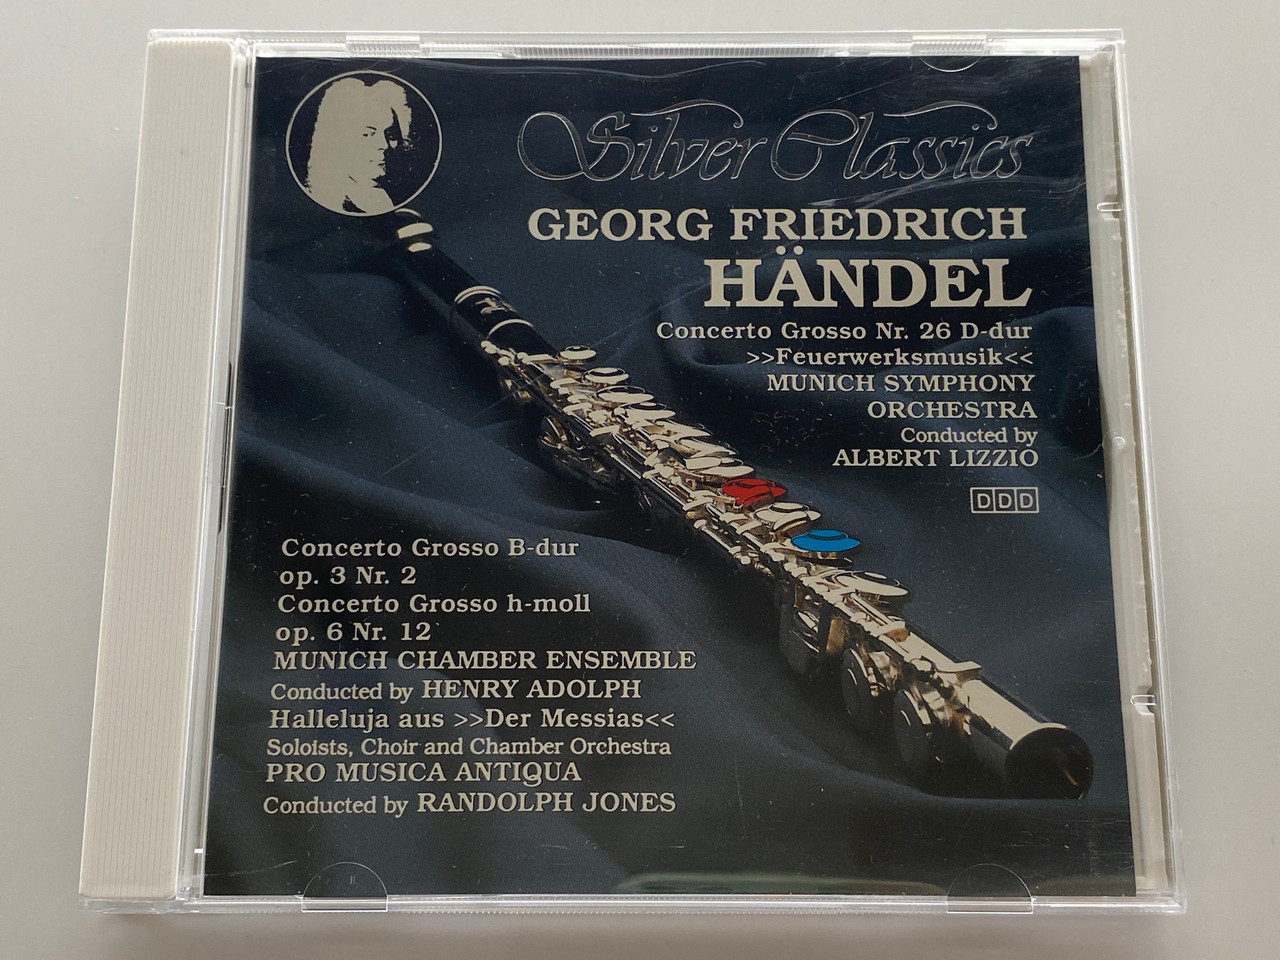 Silver Classics
GEORG FRIEDRICH
HÄNDEL
Concerto Grosso Nr. 26 D-dur
>>Feuerwerksmusik<<
MUNICH SYMPHONY
ORCHESTRA
Conducted by
ALBERT LIZZIO
DDD
Concerto Grosso B-dur
op. 3 Nr. 2
Concerto Grosso h-moll
op. 6 Nr. 12
MUNICH CHAMBER ENSEMBLE
Conducted by HENRY ADOLPH
Halleluja aus >>Der Messias<<
Soloists, Choir and Chamber Orchestra
PRO MUSICA ANTIQUA
Conducted by RANDOLPH JONES